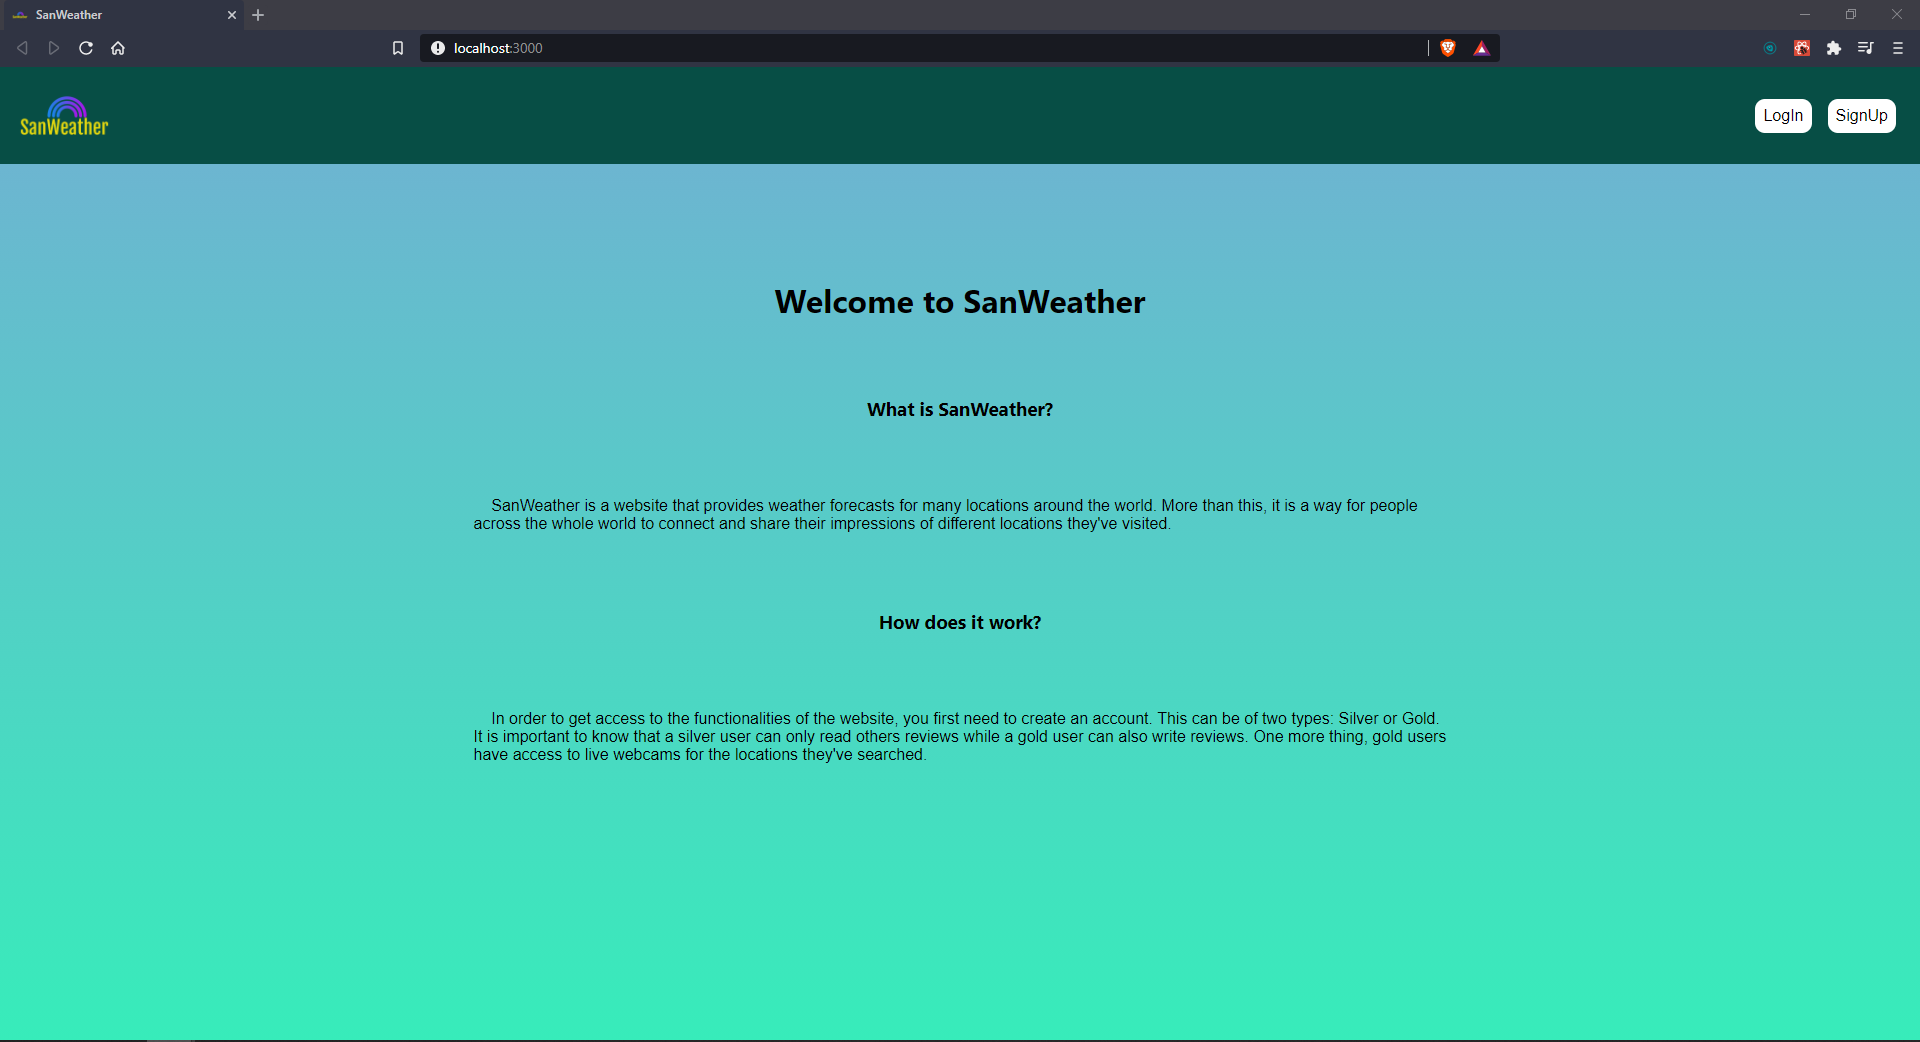 SanWeather
localhost:3000
SanWeather
LogIn
SignUp
Welcome to SanWeather
What is SanWeather?
SanWeather is a website that provides weather forecasts for many locations around the world. More than this, it is a way for people
across the whole world to connect and share their impressions of different locations they've visited.
How does it work?
In order to get access to the functionalities of the website, you first need to create an account. This can be of two types: Silver or Gold.
It is important to know that a silver user can only read others reviews while a gold user can also write reviews. One more thing, gold users
have access to live webcams for the locations they've searched.